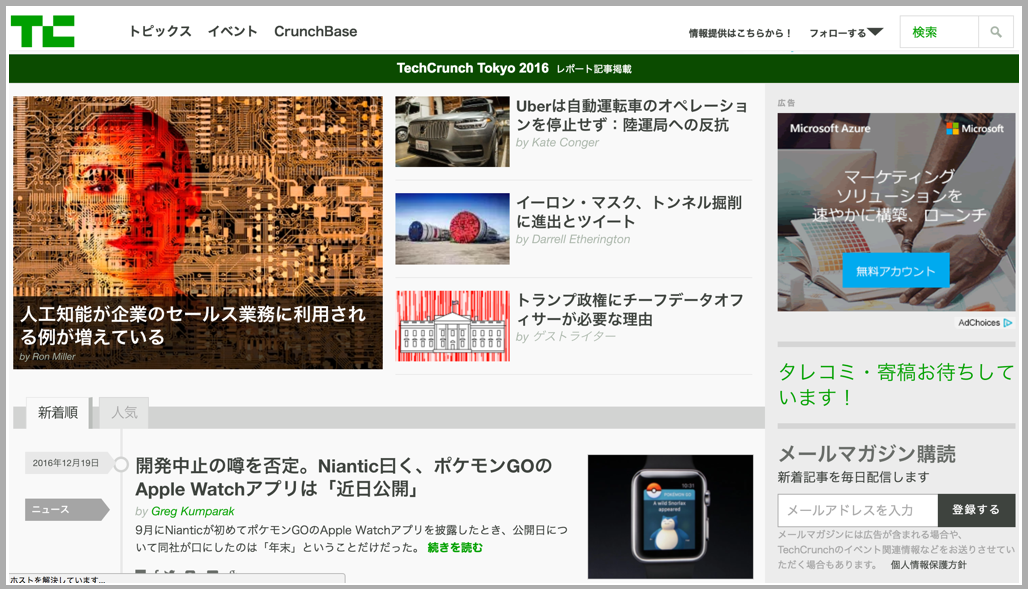 TC
トピックス イベント CrunchBase
情報提供はこちらから！ フォローする
検索
TechCrunch Tokyo 2016 レポート記事掲載
人工知能が企業のセールス業務に利用され
る例が増えている
by Ron Miller
Uberは自動運転車のオペレーショ
ンを停止せず：陸運局への反抗
by Kate Conger
イーロン・マスク、トンネル掘削
に進出とツイート
by Darrell Etherington
トランプ政権にチーフデータオフ
ィサーが必要な理由
by ゲストライター
広告
Microsoft Azure
Microsoft
マーケティング
ソリューションを
速やかに構築、ローンチ
無料アカウント
AdChoices
タレコミ・寄稿お待ちして
います！
メールマガジン購読
新着記事を毎日配信します
メールアドレスを入力 登録する
メールマガジンには広告が含まれる場合や、
TechCrunchのイベント関連情報などをお送りさせてい
ただく場合もあります。 個人情報保護方針
新着順 人気
2016年12月19日
ニュース
開発中止の噂を否定。Niantic曰く、ポケモンGOの
Apple Watchアプリは「近日公開」
by Greg Kumparak
9月にNianticが初めてポケモンGOのApple Watchアプリを披露したとき、公開日につ
いて同社が口にしたのは「年末」ということだけだった。 続きを読む
10:31
POKÉMON GO
A wild Snorlax
appeared
ホストを解決しています...